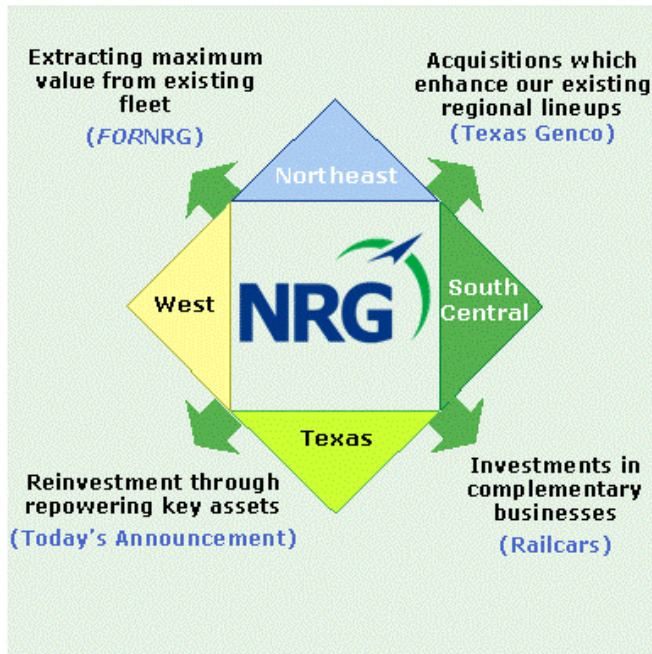 Extracting maximum
value from existing
fleet
(FORNRG)
Acquisitions which
enhance our existing
regional lineups
(Texas Genco)
Northeast
West
NRG
South
Central
Texas
Reinvestment through
repowering key assets
(Today's Announcement)
Investments in
complementary
businesses
(Railcars)